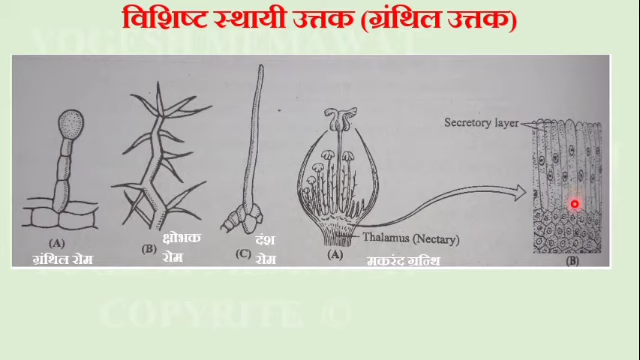 विशिष्ट स्थायी उत्तक (ग्रंथिल उत्तक)
Secretory layer
Thalamus (Nectary)
(A)
(B)
(C)
(A)
(B)
ग्रंथिल रोम
क्षोभक
रोम
दंश
रोम
मकरंद ग्रन्थि
COPYRITE ©